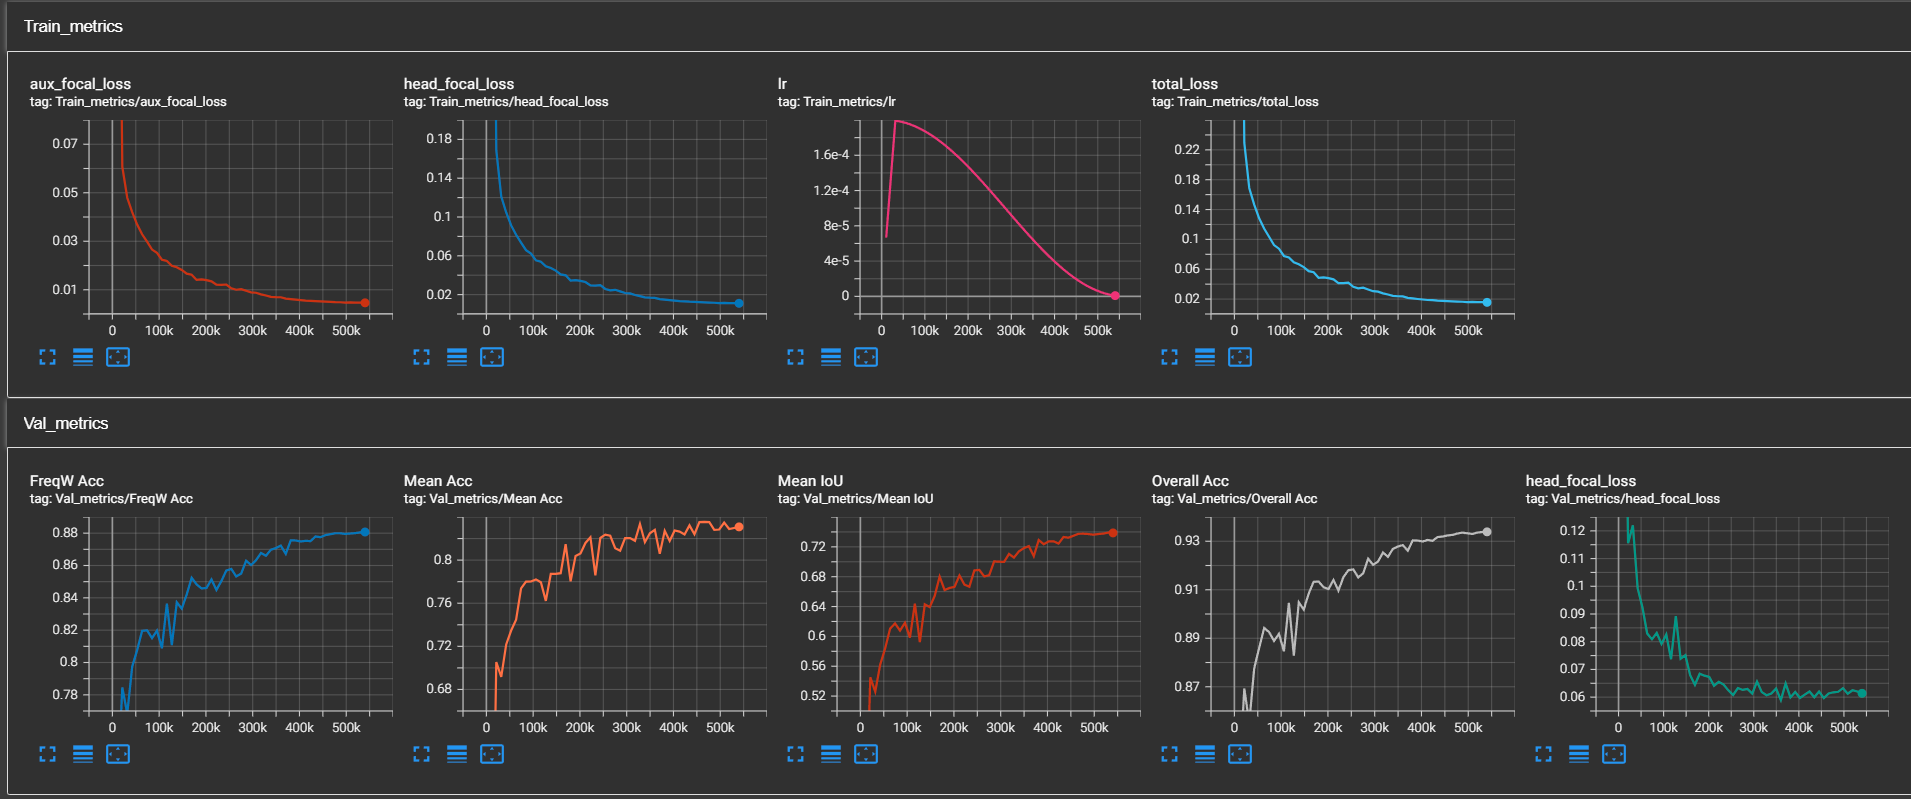 Train_metrics
aux_focal_loss
tag: Train_metrics/aux_focal_loss
0.07
0.05
0.03
0.01
0 100k 200k 300k 400k 500k
head_focal_loss
tag: Train_metrics/head_focal_loss
0.18
0.14
0.1
0.06
0.02
0 100k 200k 300k 400k 500k
lr
tag: Train_metrics/lr
1.6e-4
1.2e-4
8e-5
4e-5
0
0 100k 200k 300k 400k 500k
total_loss
tag: Train_metrics/total_loss
0.22
0.18
0.14
0.1
0.06
0.02
0 100k 200k 300k 400k 500k
Val_metrics
FreqW Acc
tag: Val_metrics/FreqW Acc
0.88
0.86
0.84
0.82
0.8
0.78
0 100k 200k 300k 400k 500k
Mean Acc
tag: Val_metrics/Mean Acc
0.8
0.76
0.72
0.68
0 100k 200k 300k 400k 500k
Mean IoU
tag: Val_metrics/Mean IoU
0.72
0.68
0.64
0.6
0.56
0.52
0 100k 200k 300k 400k 500k
Overall Acc
tag: Val_metrics/Overall Acc
0.93
0.91
0.89
0.87
0 100k 200k 300k 400k 500k
head_focal_loss
tag: Val_metrics/head_focal_loss
0.12
0.11
0.1
0.09
0.08
0.07
0.06
0 100k 200k 300k 400k 500k